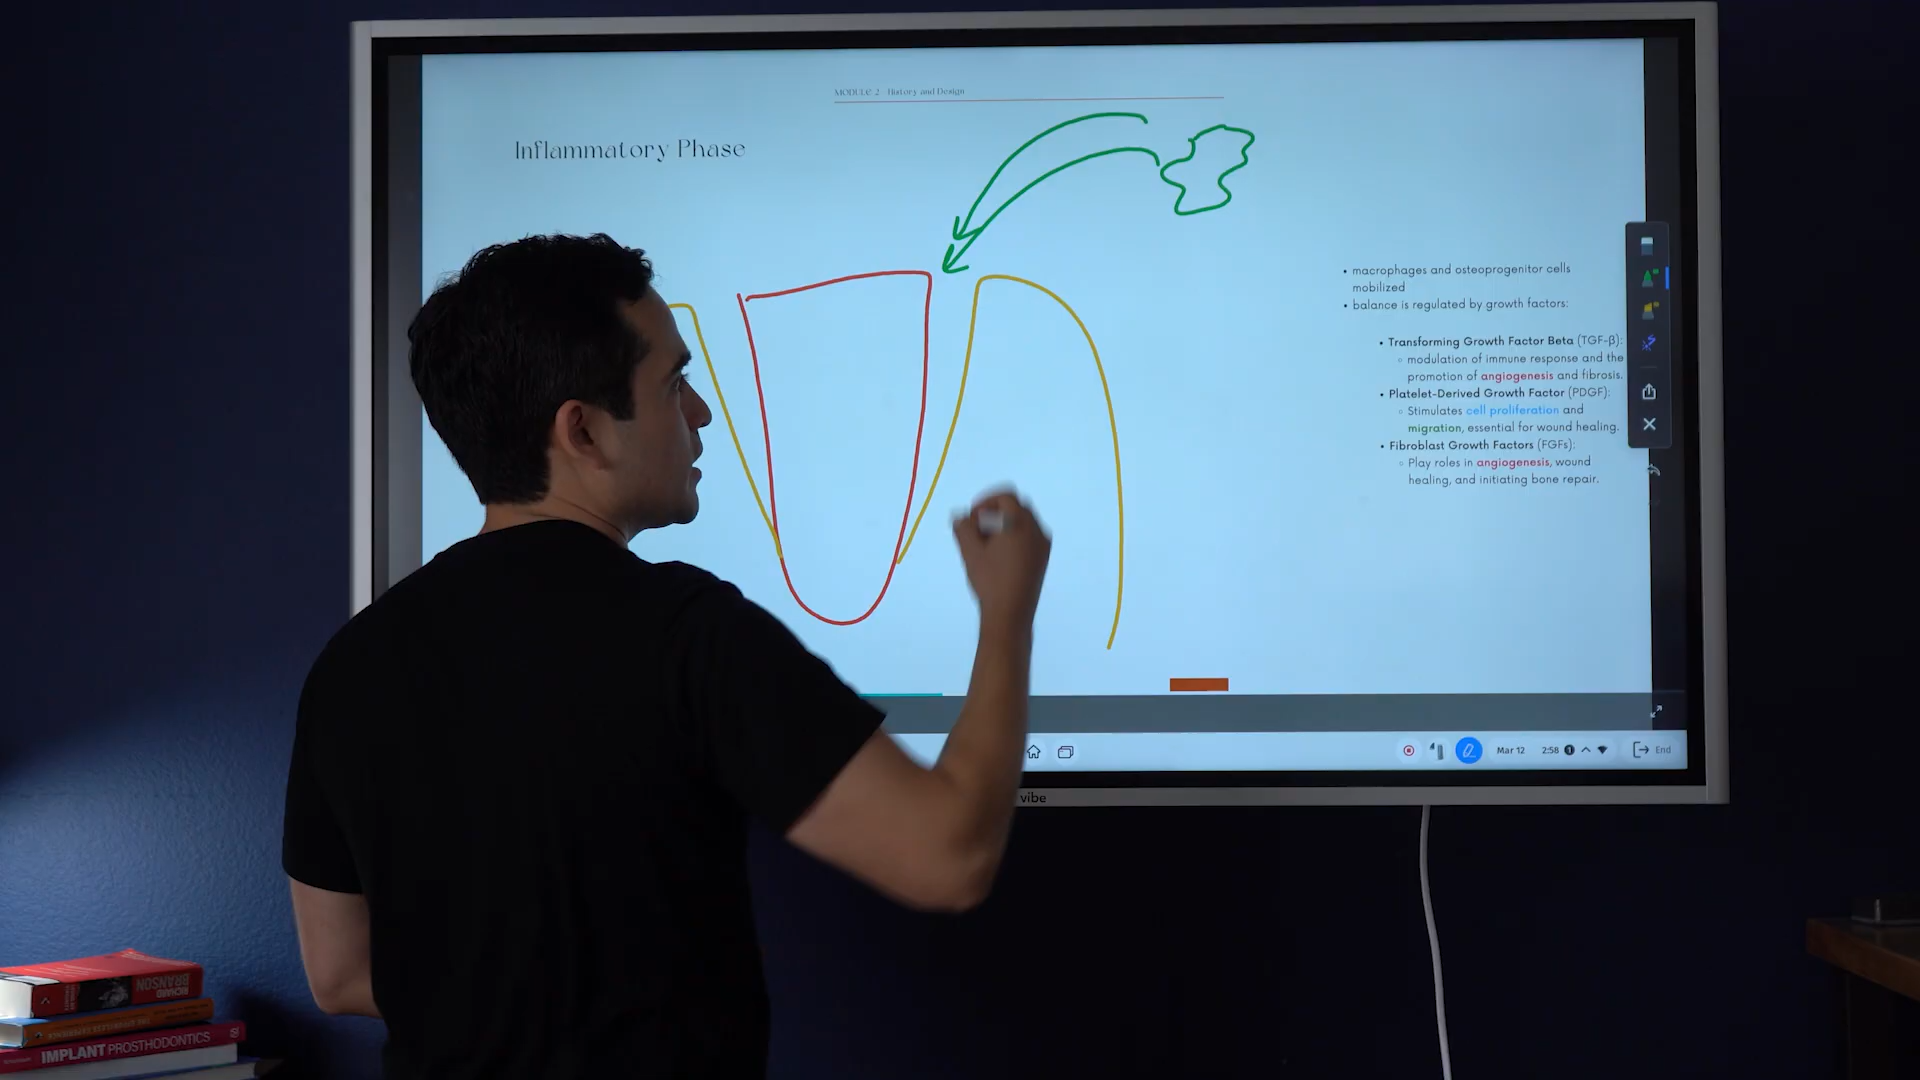 MODULE 2 History and Design
Inflammatory Phase
• macrophages and osteoprogenitor cells
mobilized
• balance is regulated by growth factors:
• Transforming Growth Factor Beta (TGF-β):
◦ modulation of immune response and the
promotion of angiogenesis and fibrosis.
• Platelet-Derived Growth Factor (PDGF):
◦ Stimulates cell proliferation and
migration, essential for wound healing.
• Fibroblast Growth Factors (FGFs):
◦ Play roles in angiogenesis, wound
healing, and initiating bone repair.
Mar 12 2:58 1 End
vibe
RICHARD
BRANSON
IMPLANT PROSTHODONTICS